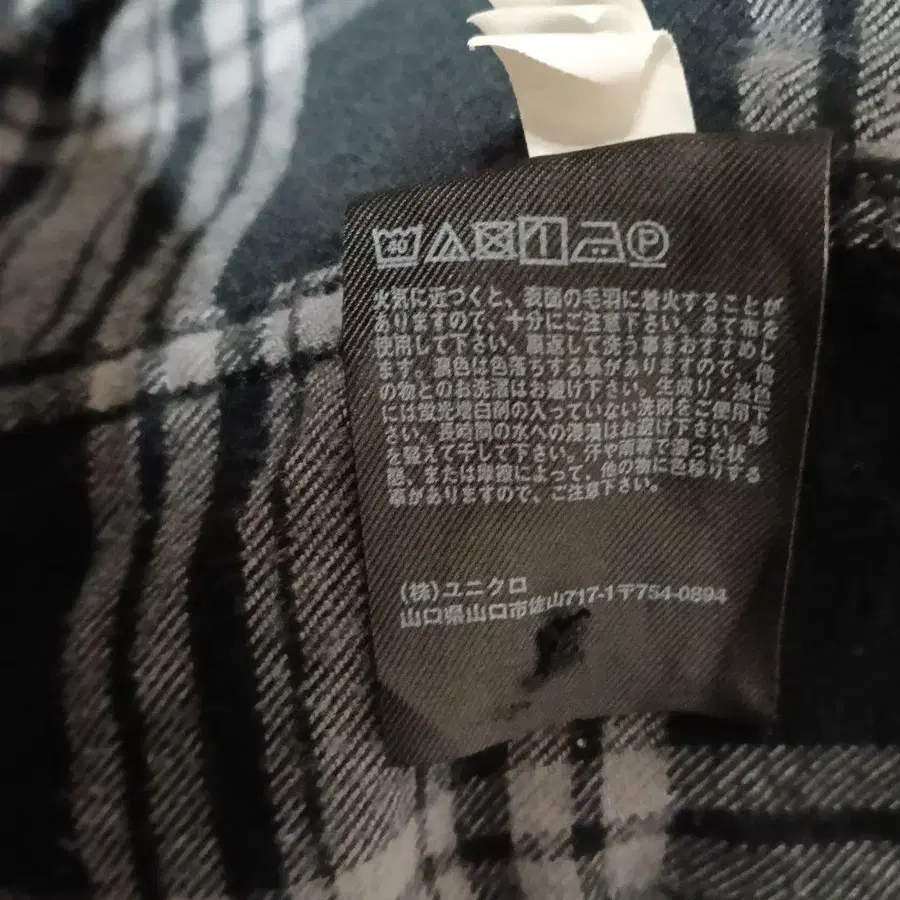 40 P
火気に近づくと、表面の毛羽に着火することが
ありますので、十分にご注意下さい。あて布を
使用して下さい。裏返して洗う事をおすすめし
ます。濃色は色落ちする事がありますので、他
の物とのお洗濯はお避け下さい。生成り・淡色
には蛍光増白剤の入っていない洗剤をご使用下
さい。長時間の水への浸漬はお避け下さい。形
を整えて干して下さい。汗や雨等で湿った状
態、または摩擦によって、他の物に色移りする
事がありますので、ご注意下さい。
(株)ユニクロ
山口県山口市佐山717-1〒754-0894